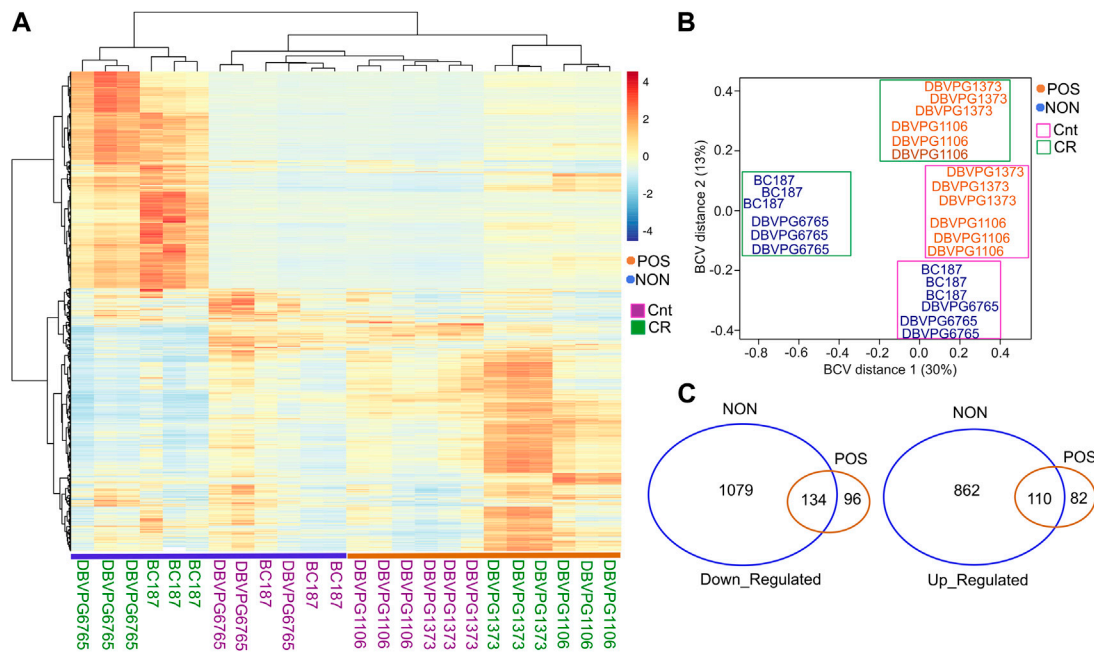 A
4
2
0
-2
-4
POS
NON
Cnt
CR
DBVPG6765
DBVPG6765
DBVPG6765
BC187
BC187
BC187
DBVPG6765
DBVPG6765
BC187
DBVPG6765
BC187
BC187
DBVPG1106
DBVPG1106
DBVPG1106
DBVPG1373
DBVPG1373
DBVPG1373
DBVPG1373
DBVPG1373
DBVPG1373
DBVPG1106
DBVPG1106
DBVPG1106
B
BCV distance 2 (13%)
0.4
0.2
0.0
-0.2
-0.4
DBVPG1373
DBVPG1373
DBVPG1373
DBVPG1106
DBVPG1106
DBVPG1106
BC187
BC187
BC187
DBVPG6765
DBVPG6765
DBVPG6765
DBVPG1373
DBVPG1373
DBVPG1373
DBVPG1106
DBVPG1106
DBVPG1106
BC187
BC187
BC187
DBVPG6765
DBVPG6765
DBVPG6765
-0.8 -0.6 -0.4 -0.2 0.0 0.2 0.4
BCV distance 1 (30%)
POS
NON
Cnt
CR
C
NON
POS
1079 134 96
Down_Regulated
NON
POS
862 110 82
Up_Regulated